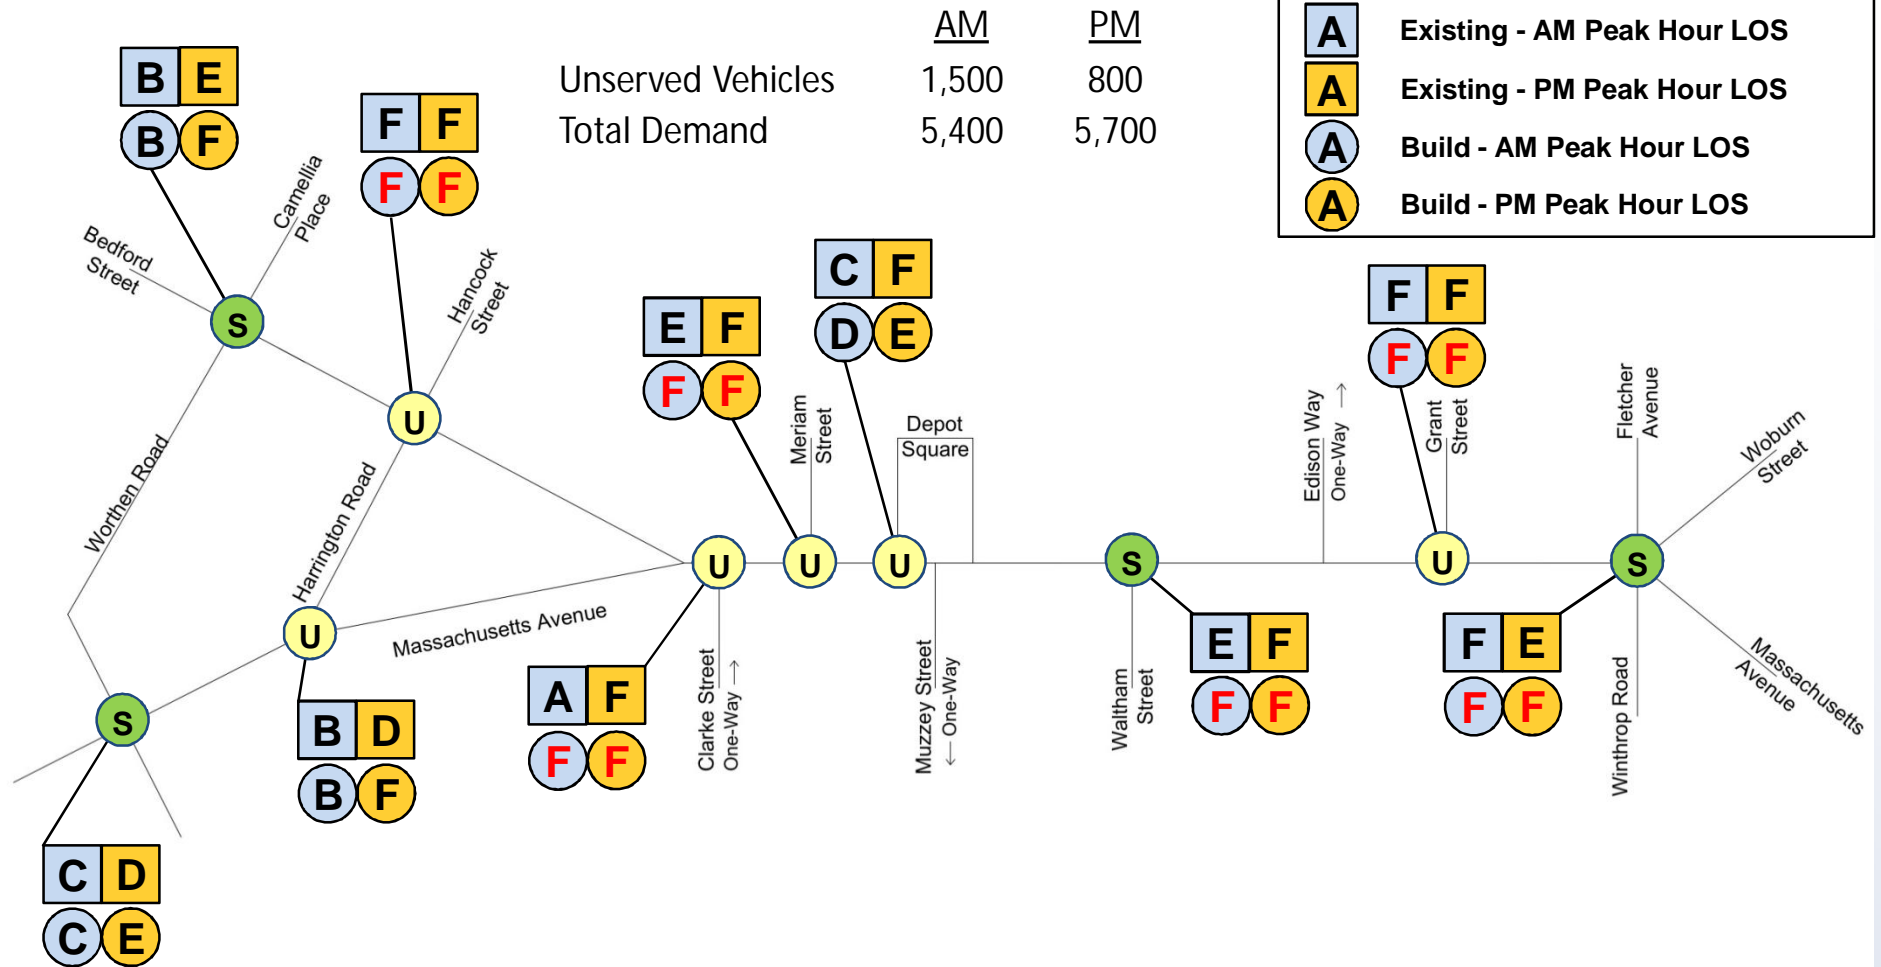 AM PM
Unserved Vehicles 1,500 800
Total Demand 5,400 5,700
A Existing - AM Peak Hour LOS
A Existing - PM Peak Hour LOS
A Build - AM Peak Hour LOS
A Build - PM Peak Hour LOS
B E
B F
F F
F F
Camellia
Place
Bedford
Street
S
Hancock
Street
U
E F
F F
C F
D E
F F
F F
Meriam
Street
Depot
Square
Edison Way
One-Way →
Grant
Street
Fletcher
Avenue
Woburn
Street
Worthen Road
Harrington Road
U
U
U
S
U
S
U
Massachusetts Avenue
S
B D
B F
A F
F F
Clarke Street
One-Way →
Muzzey Street
← One-Way
Waltham
Street
E F
F F
F E
F F
Winthrop Road
Massachusetts
Avenue
C D
C E